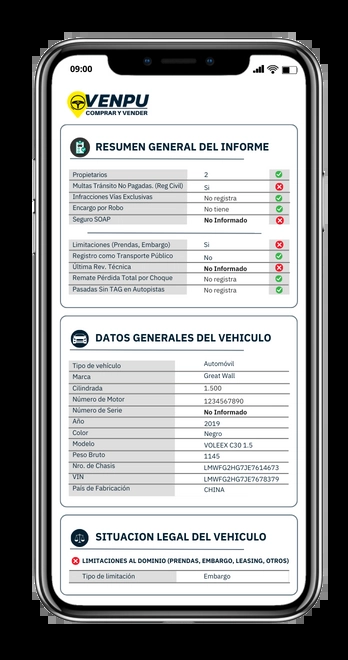 09:00
VENPU
COMPRAR Y VENDER
RESUMEN GENERAL DEL INFORME
Propietarios 2
Multas Tránsito No Pagadas. (Reg Civil) Si
Infracciones Vías Exclusivas No registra
Encargo por Robo No tiene
Seguro SOAP No Informado
Limitaciones (Prendas, Embargo) Si
Registro como Transporte Público No
Última Rev. Técnica No Informado
Remate Pérdida Total por Choque No registra
Pasadas Sin TAG en Autopistas No registra
DATOS GENERALES DEL VEHICULO
Tipo de vehículo Automóvil
Marca Great Wall
Cilindrada 1.500
Número de Motor 1234567890
Número de Serie No Informado
Año 2019
Color Negro
Modelo VOLEEX C30 1.5
Peso Bruto 1145
Nro. de Chasis LMWFG2HG7JE7614673
VIN LMWFG2HG7JE7678379
País de Fabricación CHINA
SITUACION LEGAL DEL VEHICULO
LIMITACIONES AL DOMINIO (PRENDAS, EMBARGO, LEASING, OTROS)
Tipo de limitación Embargo